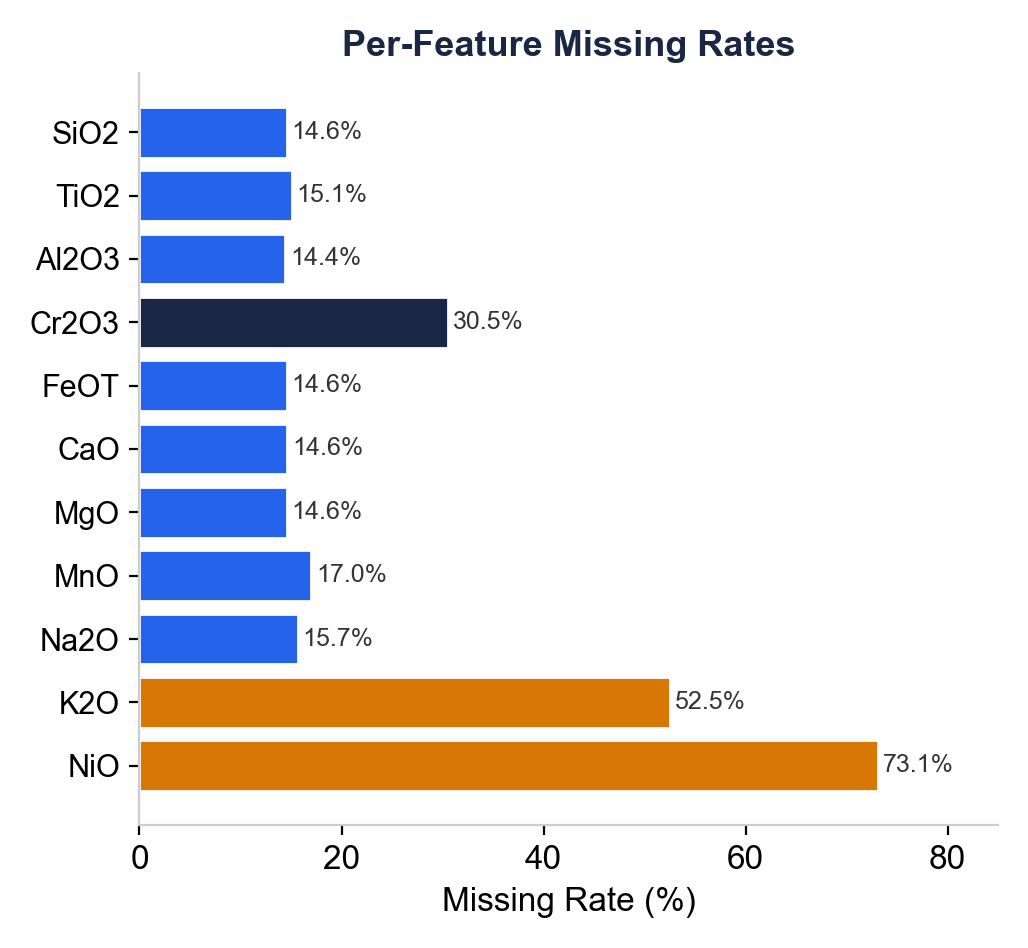 Per-Feature Missing Rates
SiO2 14.6%
TiO2 15.1%
Al2O3 14.4%
Cr2O3 30.5%
FeOT 14.6%
CaO 14.6%
MgO 14.6%
MnO 17.0%
Na2O 15.7%
K2O 52.5%
NiO 73.1%
0 20 40 60 80
Missing Rate (%)